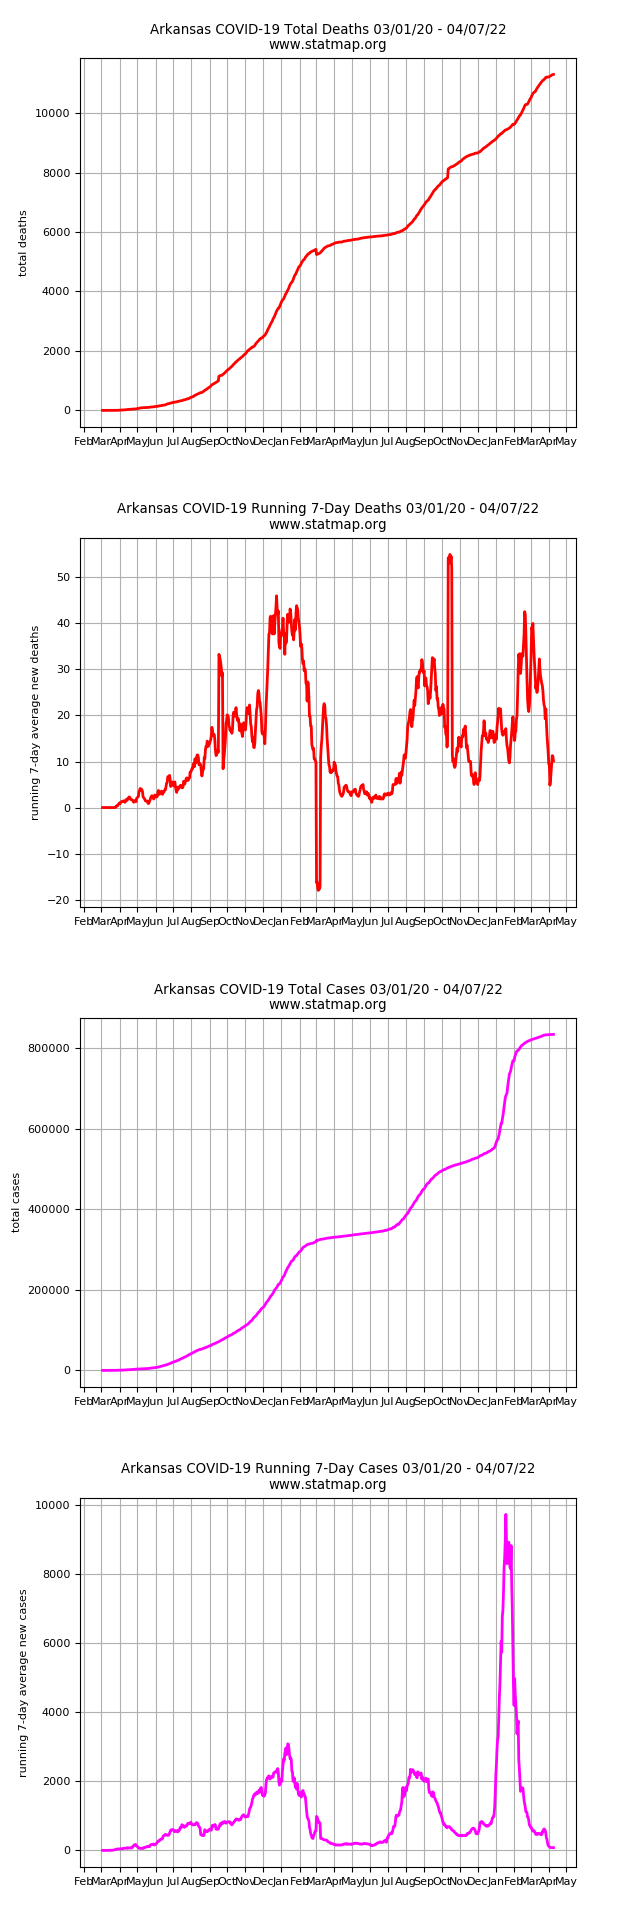 Arkansas COVID-19 Total Deaths 03/01/20 - 04/07/22
www.statmap.org
10000
8000
6000
4000
2000
0
total deaths
Feb Mar Apr May Jun Jul Aug Sep Oct Nov Dec Jan Feb Mar Apr May Jun Jul Aug Sep Oct Nov Dec Jan Feb Mar Apr May
Arkansas COVID-19 Running 7-Day Deaths 03/01/20 - 04/07/22
www.statmap.org
50
40
30
20
10
0
−10
−20
running 7-day average new deaths
Feb Mar Apr May Jun Jul Aug Sep Oct Nov Dec Jan Feb Mar Apr May Jun Jul Aug Sep Oct Nov Dec Jan Feb Mar Apr May
Arkansas COVID-19 Total Cases 03/01/20 - 04/07/22
www.statmap.org
800000
600000
400000
200000
0
total cases
Feb Mar Apr May Jun Jul Aug Sep Oct Nov Dec Jan Feb Mar Apr May Jun Jul Aug Sep Oct Nov Dec Jan Feb Mar Apr May
Arkansas COVID-19 Running 7-Day Cases 03/01/20 - 04/07/22
www.statmap.org
10000
8000
6000
4000
2000
0
running 7-day average new cases
Feb Mar Apr May Jun Jul Aug Sep Oct Nov Dec Jan Feb Mar Apr May Jun Jul Aug Sep Oct Nov Dec Jan Feb Mar Apr May